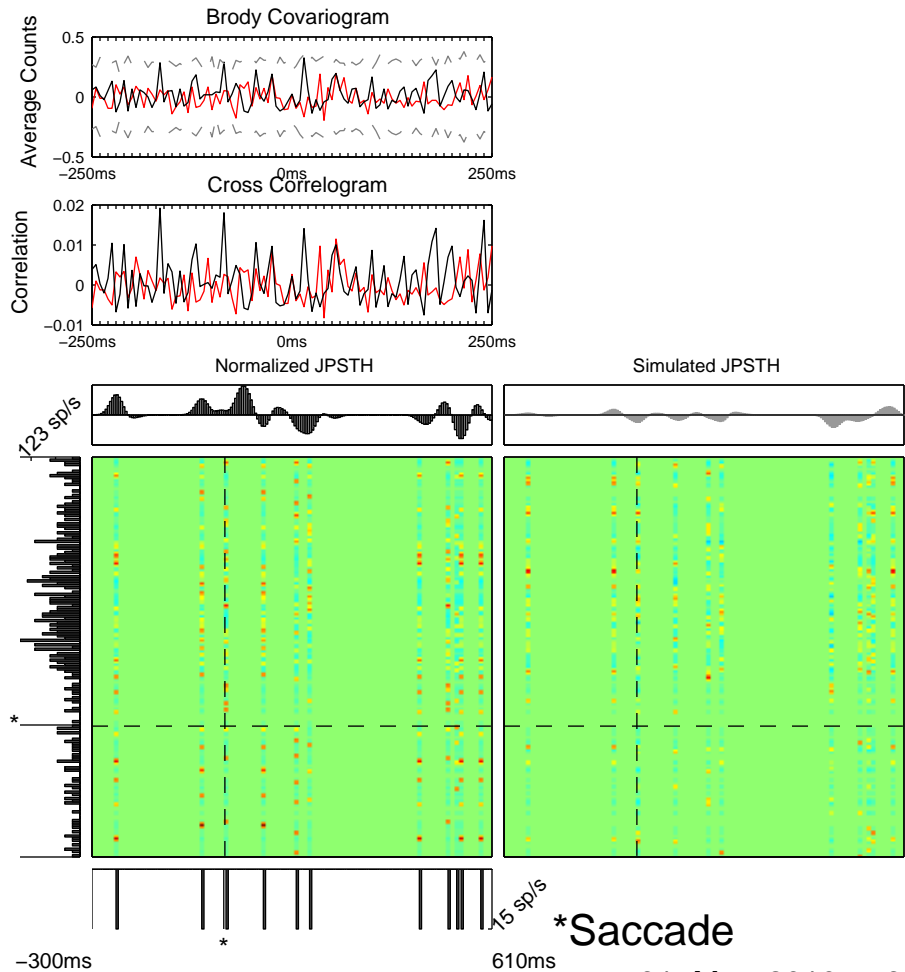 Brody Covariogram
Average Counts
0.5
0
−0.5
−250ms
0ms
250ms
Cross Correlogram
Correlation
0.02
0.01
0
−0.01
−250ms
0ms
250ms
Normalized JPSTH
Simulated JPSTH
123 sp/s
*
15 sp/s
*
*Saccade
−300ms
610ms